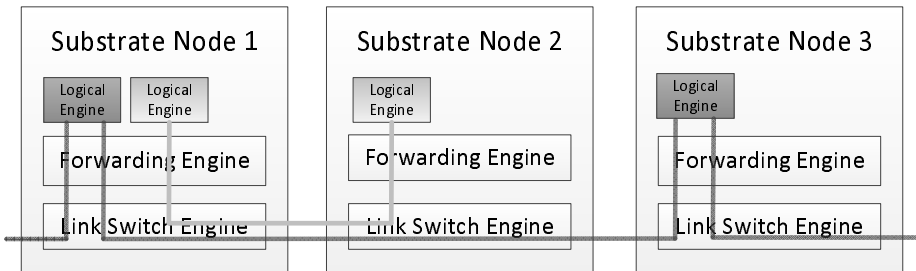 Substrate Node 1
Logical
Engine
Logical
Engine
Forwarding Engine
Link Switch Engine
Substrate Node 2
Logical
Engine
Forwarding Engine
Link Switch Engine
Substrate Node 3
Logical
Engine
Forwarding Engine
Link Switch Engine